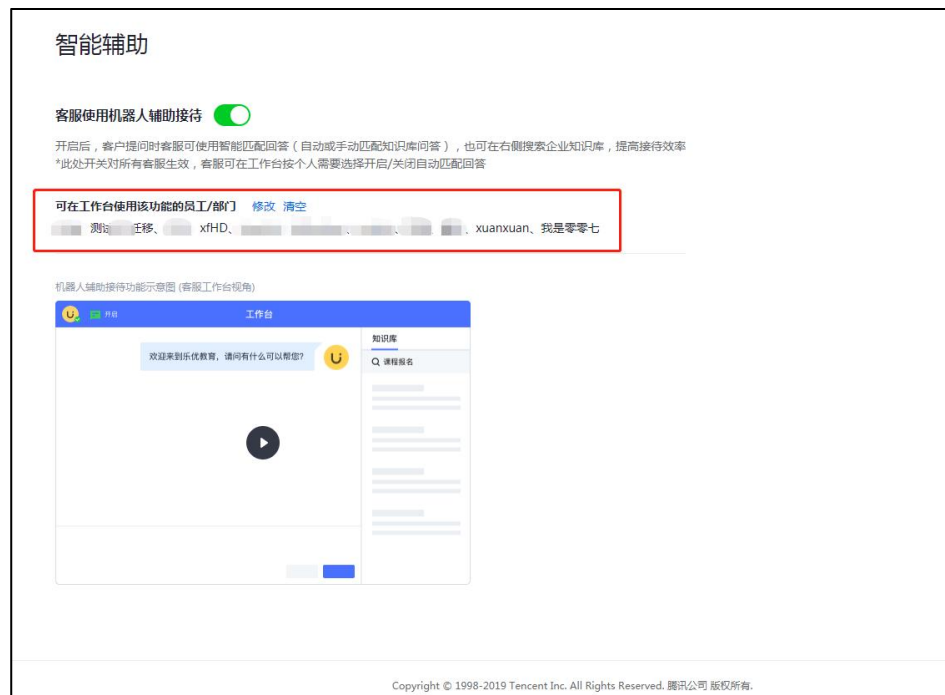 智能辅助
客服使用机器人辅助接待
开启后，客户提问时客服可使用智能匹配回答（自动或手动匹配知识库问答），也可在右侧搜索企业知识库，提高接待效率
*此处开关对所有客服生效，客服可在工作台按个人需要选择开启/关闭自动匹配回答
可在工作台使用该功能的员工/部门 修改 清空
测 迁移、 xfHD、 、 、 、xuanxuan、我是零零七
机器人辅助接待功能示意图 (客服工作台视角)
开启 工作台
知识库
欢迎来到乐优教育，请问有什么可以帮您?
课程报名
Copyright © 1998-2019 Tencent Inc. All Rights Reserved. 腾讯公司 版权所有.